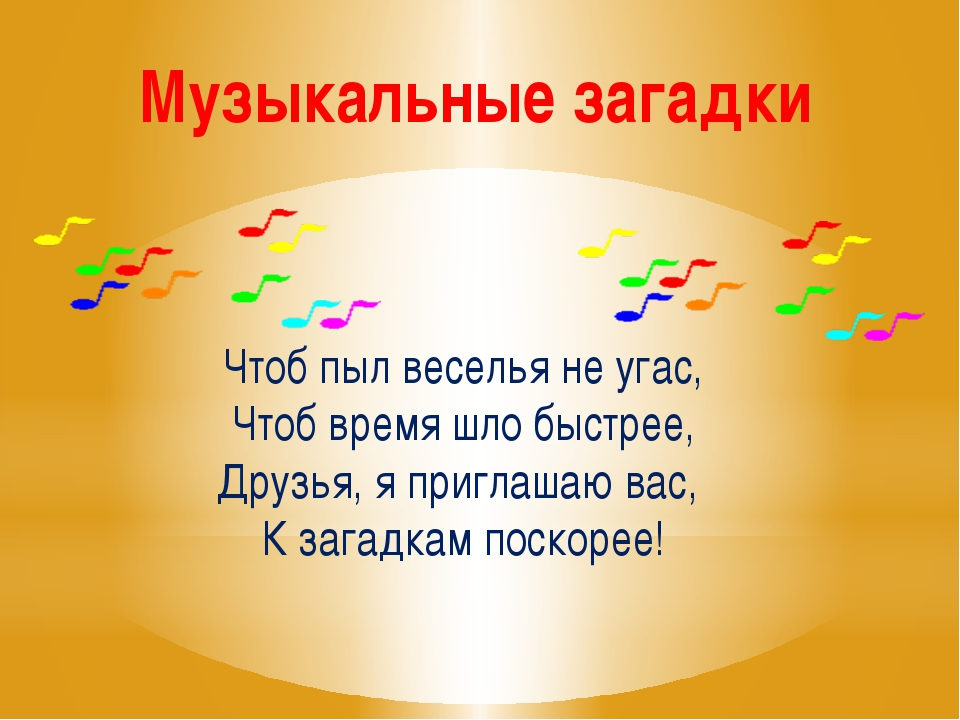 Музыкальные загадки
Чтоб пыл веселья не угас,
Чтоб время шло быстрее,
Друзья, я приглашаю вас,
К загадкам поскорее!